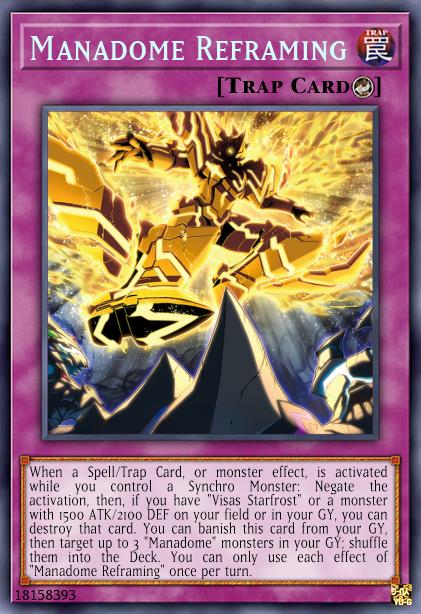 Manadome Reframing
TRAP
罠
[Trap Card]
When a Spell/Trap Card, or monster effect, is activated
while you control a Synchro Monster: Negate the
activation, then, if you have "Visas Starfrost" or a monster
with 1500 ATK/2100 DEF on your field or in your GY, you can
destroy that card. You can banish this card from your GY,
then target up to 3 "Manadome" monsters in your GY; shuffle
them into the Deck. You can only use each effect of
"Manadome Reframing" once per turn.
18158393